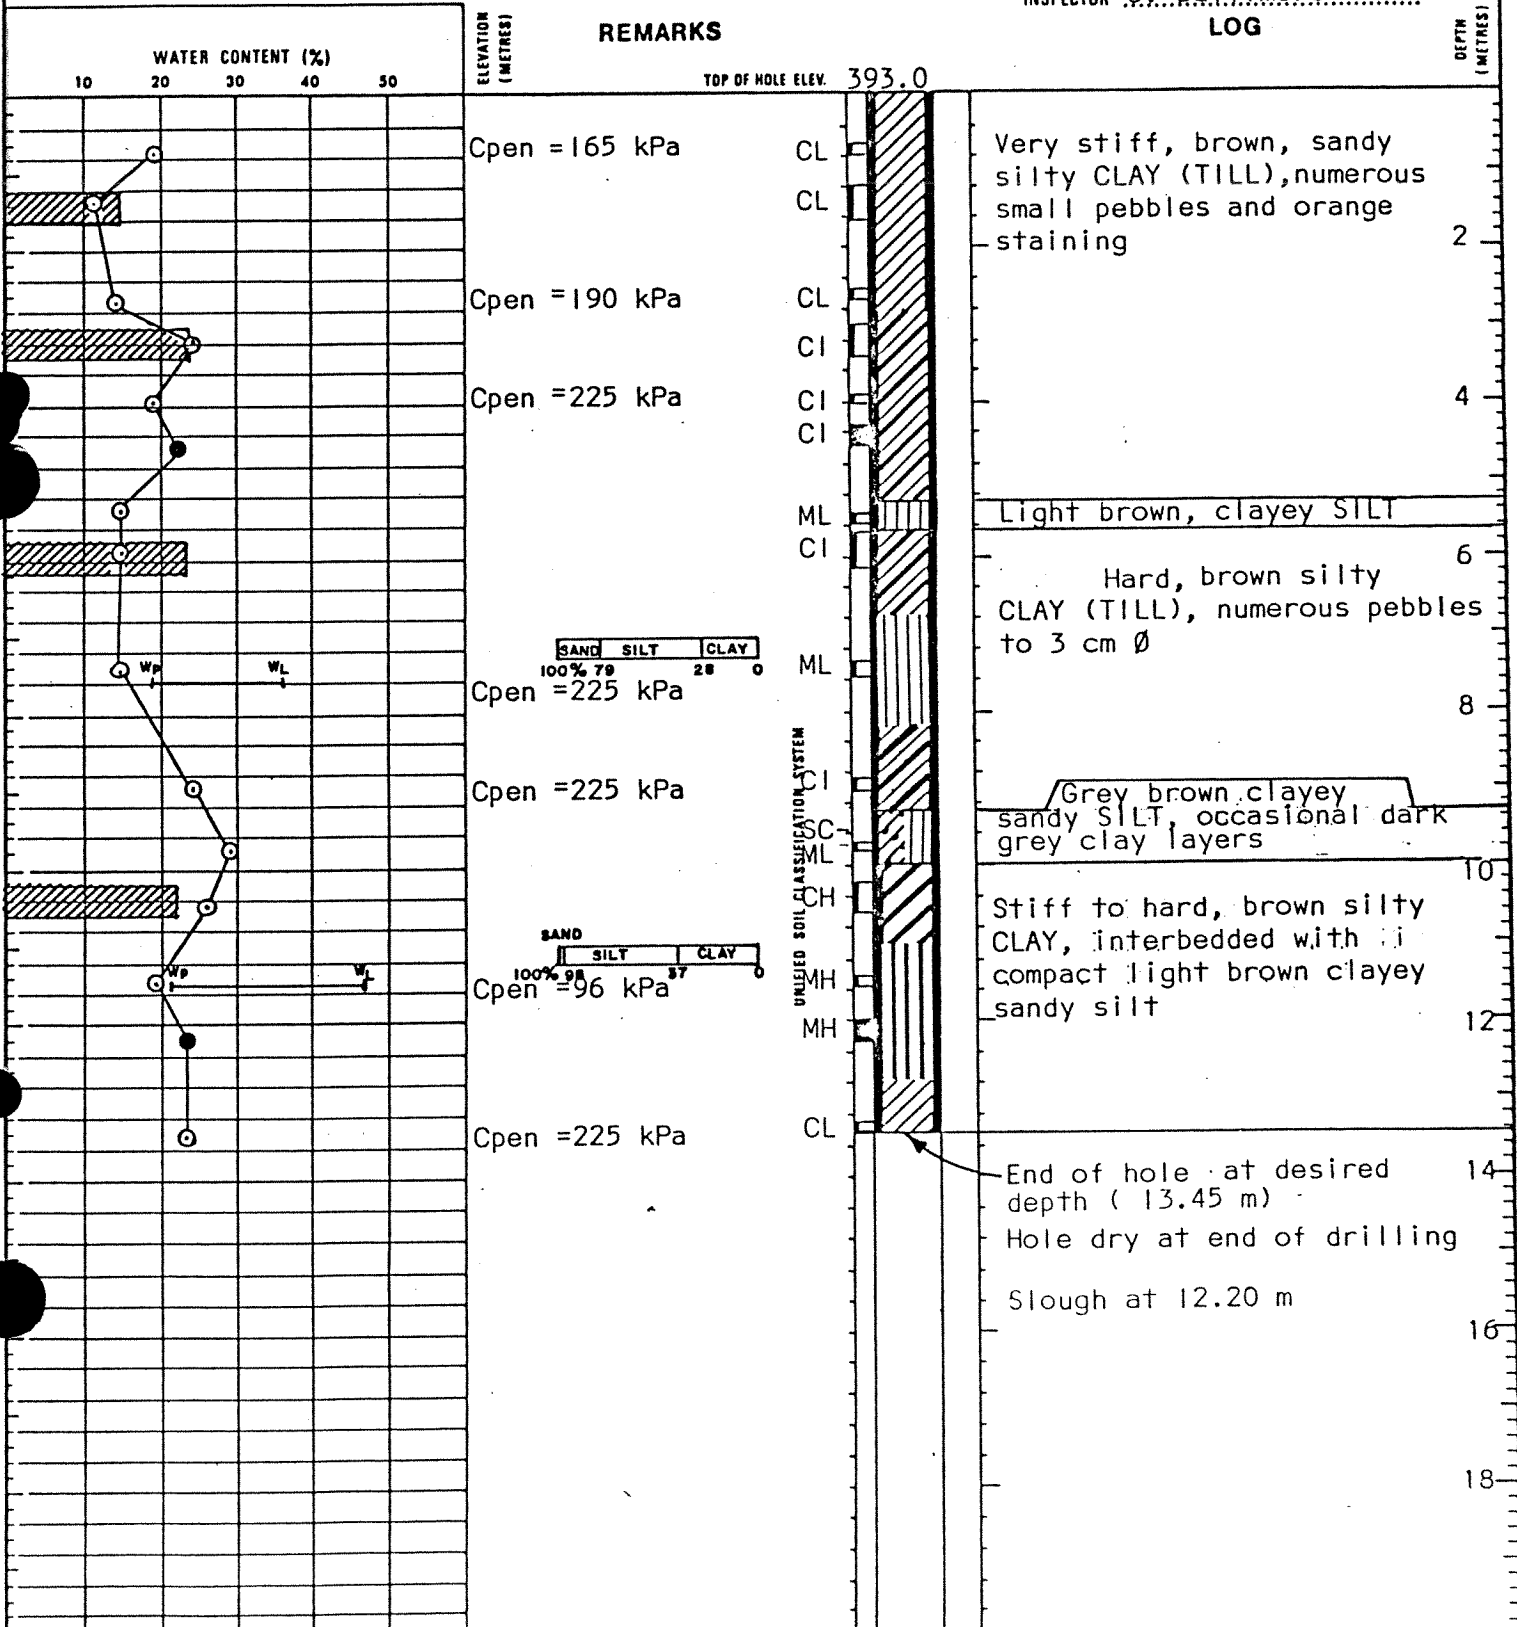 INSPECTOR
WATER CONTENT (%)
10 20 30 40 50
ELEVATION (METRES)
REMARKS
TOP OF HOLE ELEV. 393.0
LOG
DEPTH (METRES)
Cpen =165 kPa
CL
CL
Very stiff, brown, sandy
silty CLAY (TILL), numerous
small pebbles and orange
staining
2
Cpen =190 kPa
CL
CI
Cpen =225 kPa
CI
4
CI
ML
Light brown, clayey SILT
CI
6
Hard, brown silty
CLAY (TILL), numerous pebbles
to 3 cm Ø
SAND SILT CLAY
100% 79 28 0
WP WL
ML
Cpen =225 kPa
8
UNIFIED SOIL CLASSIFICATION SYSTEM
Cpen =225 kPa
CI
Grey brown clayey
sandy SILT, occasional dark
grey clay layers
SC-
ML
10
CH
Stiff to hard, brown silty
CLAY, interbedded with
compact light brown clayey
sandy silt
SAND
SILT CLAY
100% 98 37 0
WP WL
Cpen =96 kPa
MH
MH
12
Cpen =225 kPa
CL
End of hole at desired
depth ( 13.45 m)
14
Hole dry at end of drilling
Slough at 12.20 m
16
18